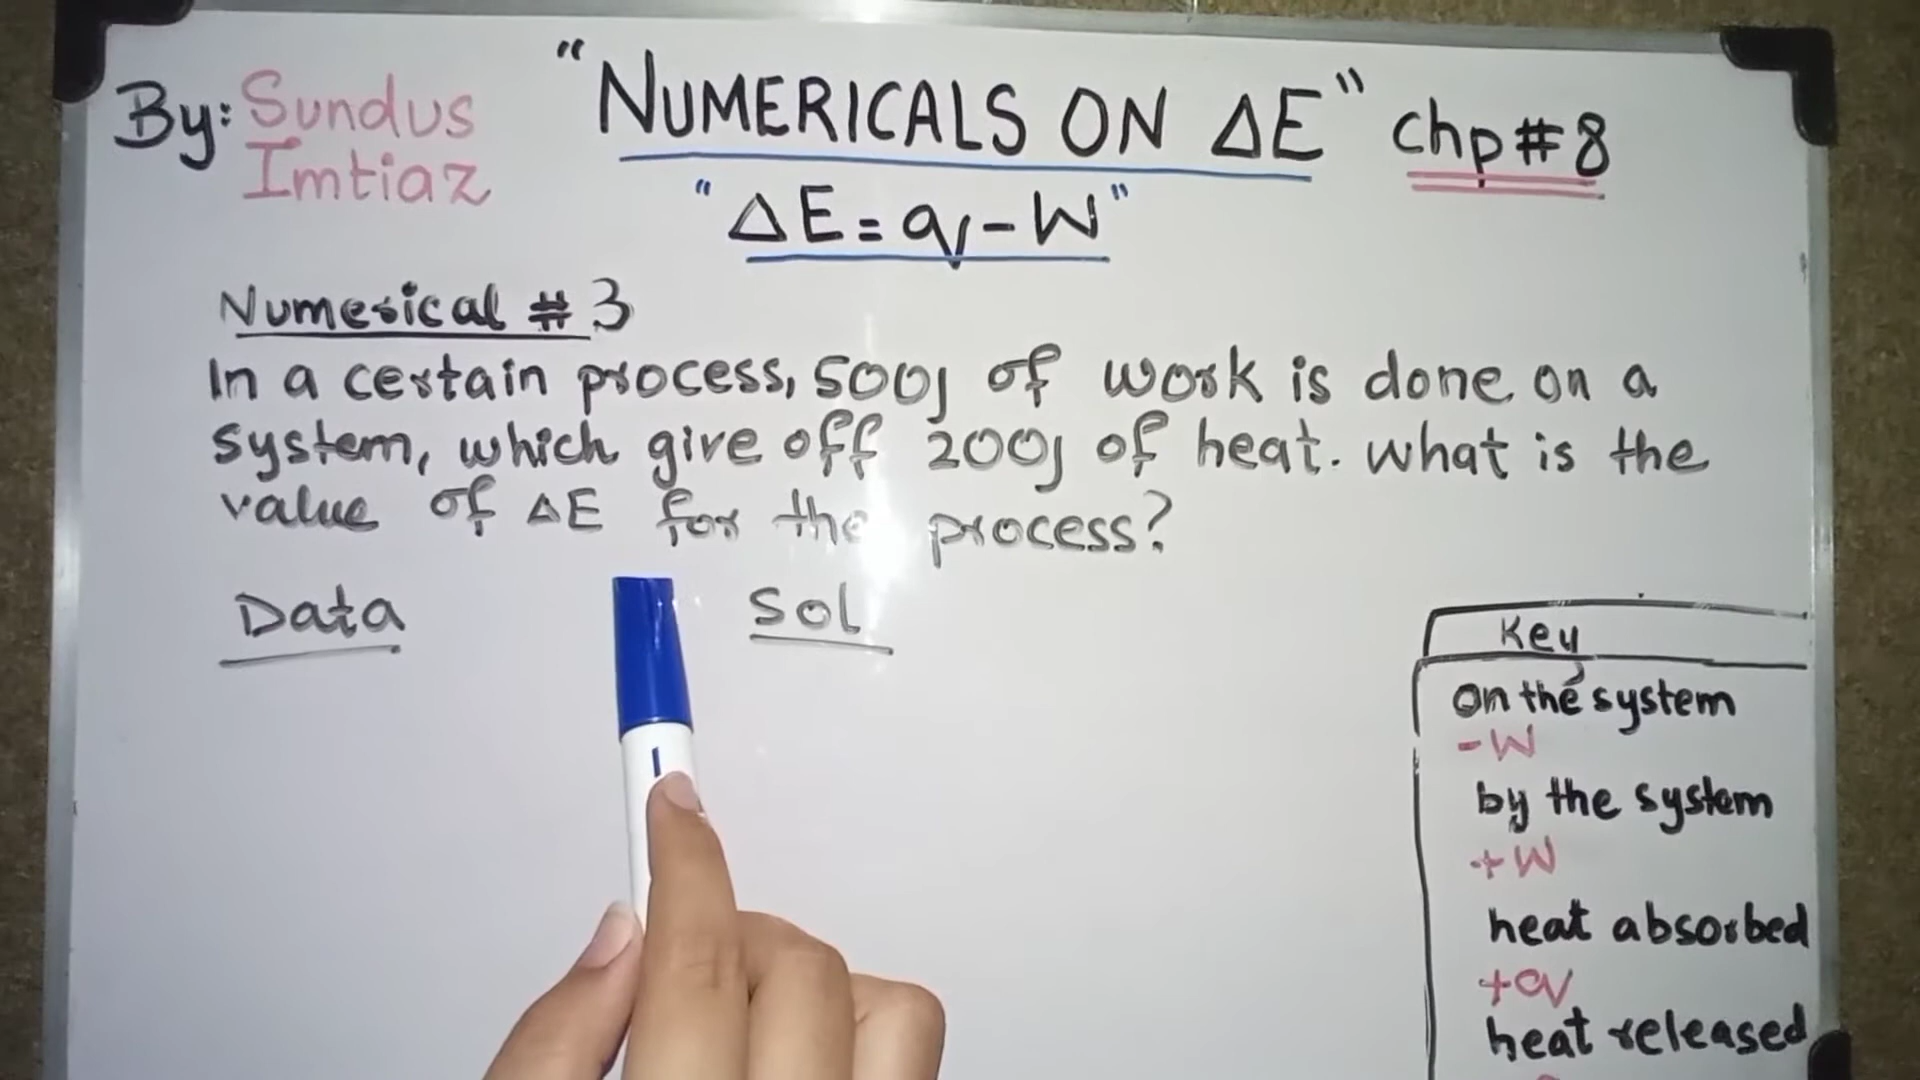 By: Sundus Imtiaz
"NUMERICALS ON ΔE" chp#8
"ΔE = q - W"
Numerical # 3
In a certain process, 500J of work is done on a
system, which give off 200J of heat. what is the
value of ΔE for the process?
Data
Sol
Key
on the system
-W
by the system
+W
heat absorbed
+q
heat released